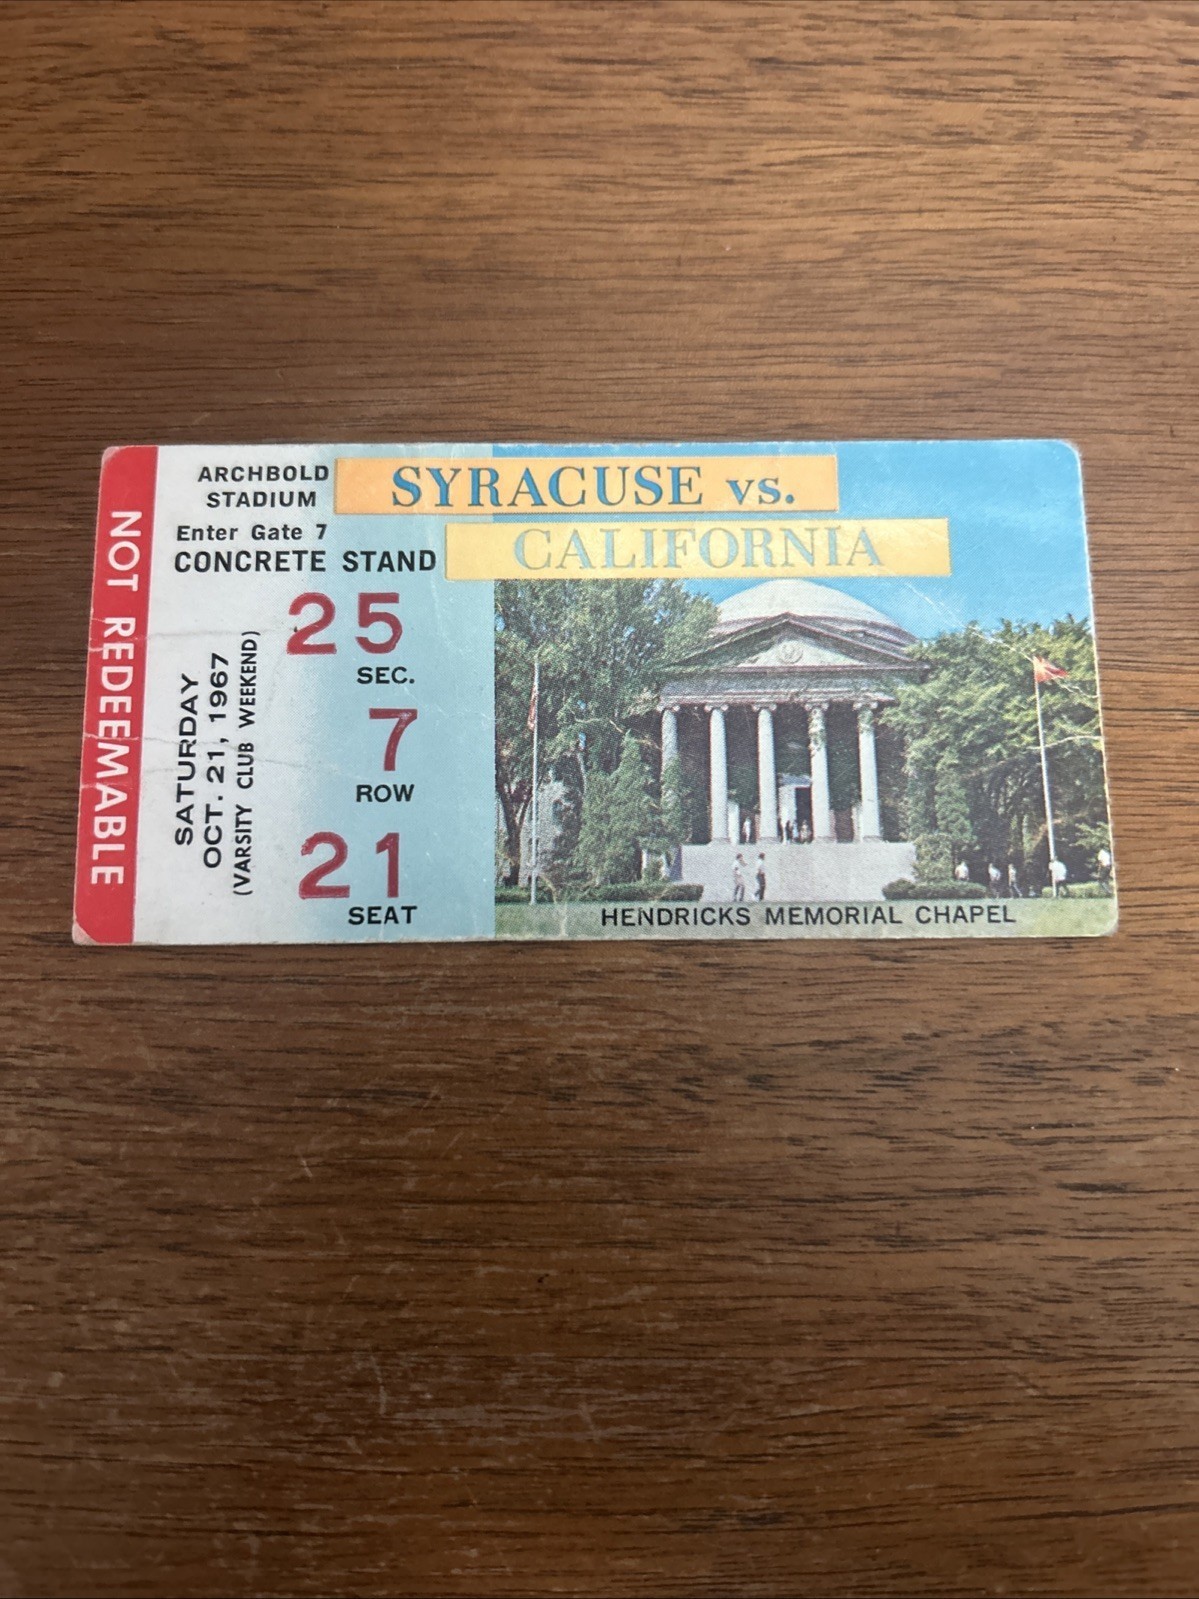 NOT REDEEMABLE
ARCHBOLD
STADIUM
Enter Gate 7
CONCRETE STAND
SYRACUSE vs.
CALIFORNIA
SATURDAY
OCT. 21, 1967
(VARSITY CLUB WEEKEND)
25
SEC.
7
ROW
21
SEAT
HENDRICKS MEMORIAL CHAPEL